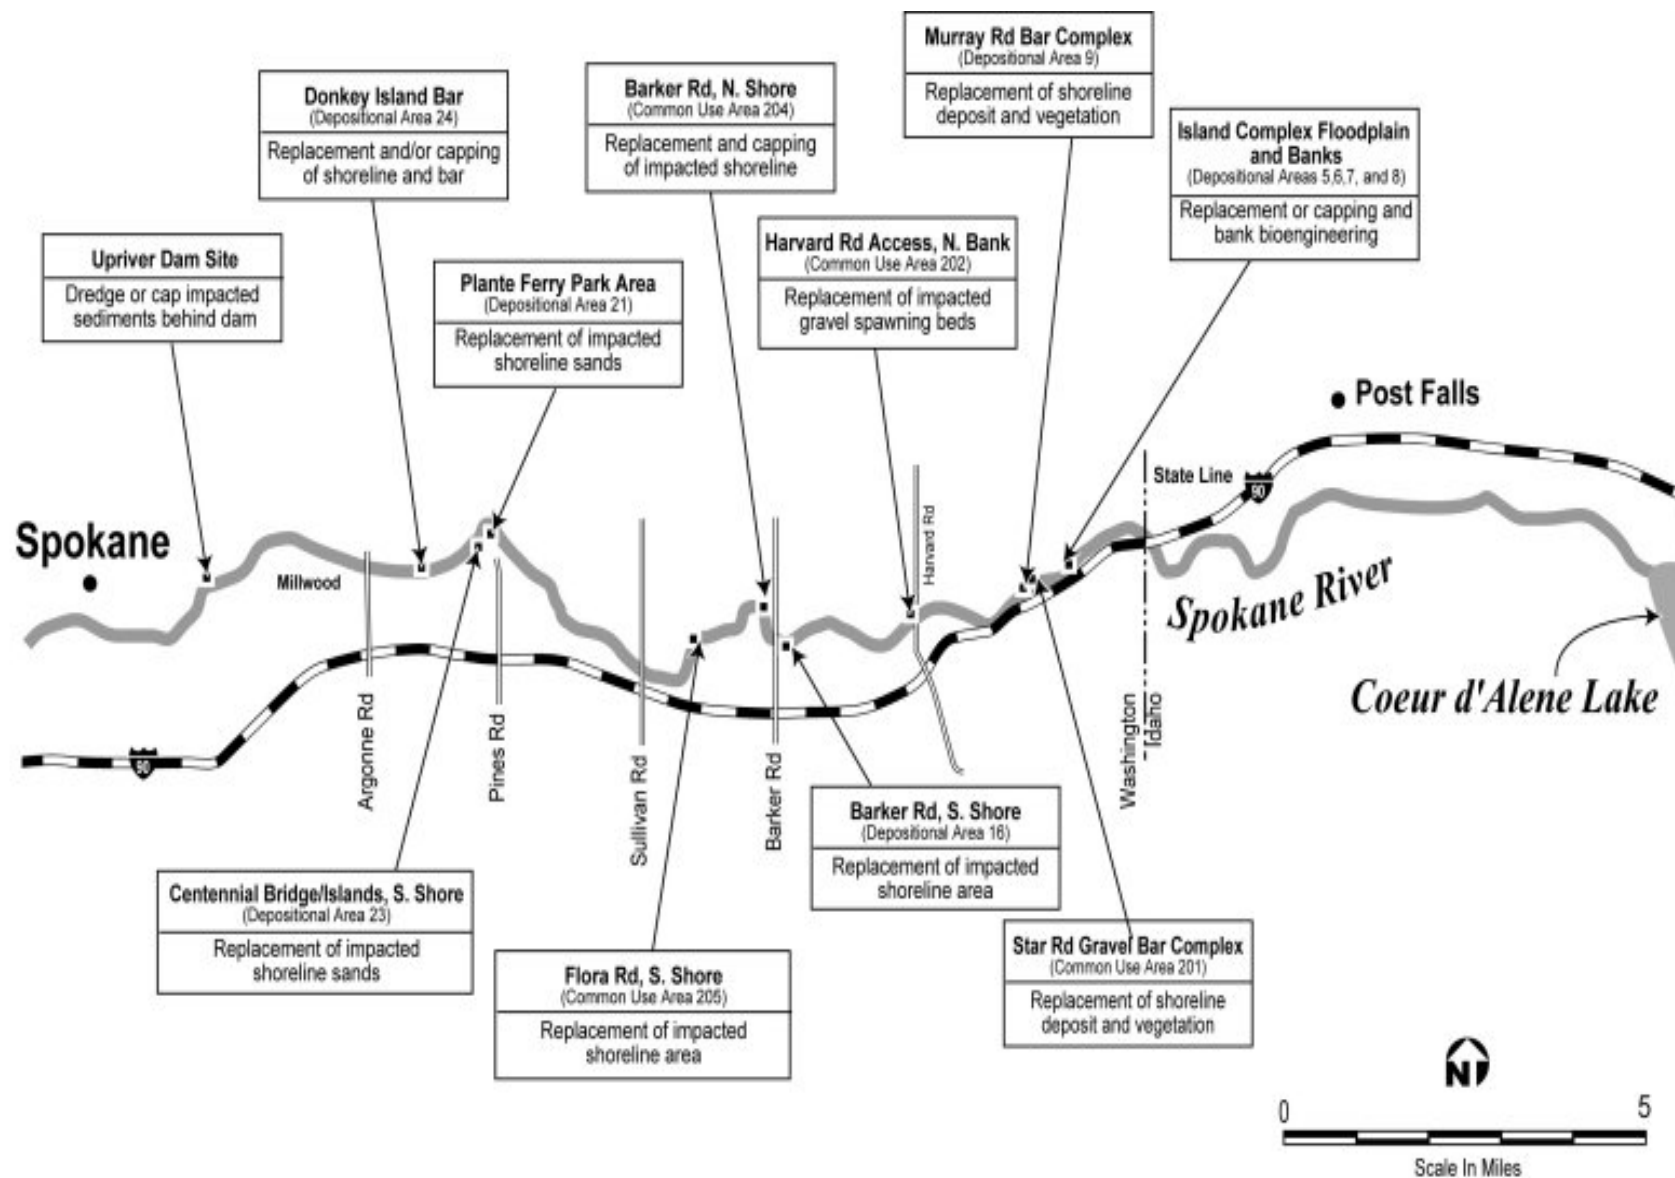 Murray Rd Bar Complex
(Depositional Area 9)
Replacement of shoreline
deposit and vegetation
Donkey Island Bar
(Depositional Area 24)
Replacement and/or capping
of shoreline and bar
Barker Rd, N. Shore
(Common Use Area 204)
Replacement and capping
of impacted shoreline
Island Complex Floodplain
and Banks
(Depositional Areas 5,6,7, and 8)
Replacement or capping and
bank bioengineering
Upriver Dam Site
Dredge or cap impacted
sediments behind dam
Plante Ferry Park Area
(Depositional Area 21)
Replacement of impacted
shoreline sands
Harvard Rd Access, N. Bank
(Common Use Area 202)
Replacement of impacted
gravel spawning beds
Post Falls
State Line
90
Spokane
Millwood
Harvard Rd
Spokane River
Coeur d'Alene Lake
Washington
Idaho
90
Argonne Rd
Pines Rd
Sullivan Rd
Barker Rd
Barker Rd, S. Shore
(Depositional Area 16)
Replacement of impacted
shoreline area
Centennial Bridge/Islands, S. Shore
(Depositional Area 23)
Replacement of impacted
shoreline sands
Flora Rd, S. Shore
(Common Use Area 205)
Replacement of impacted
shoreline area
Star Rd Gravel Bar Complex
(Common Use Area 201)
Replacement of shoreline
deposit and vegetation
N
0 5
Scale In Miles